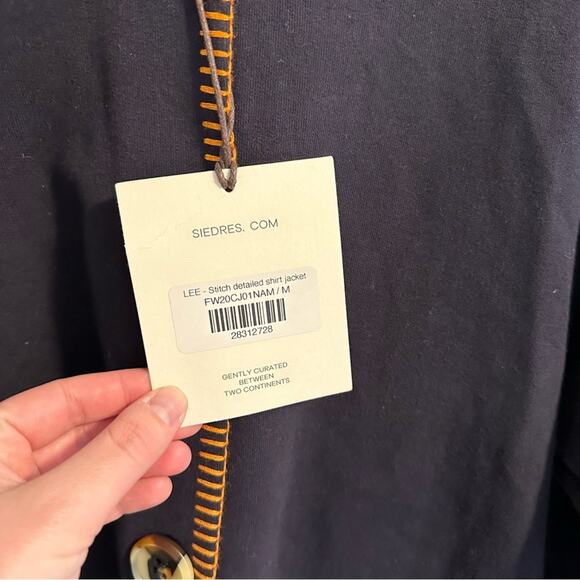 SIEDRES. COM
LEE - Stitch detailed shirt jacket
FW20CJ01NAM / M
28312728
GENTLY CURATED
BETWEEN
TWO CONTINENTS